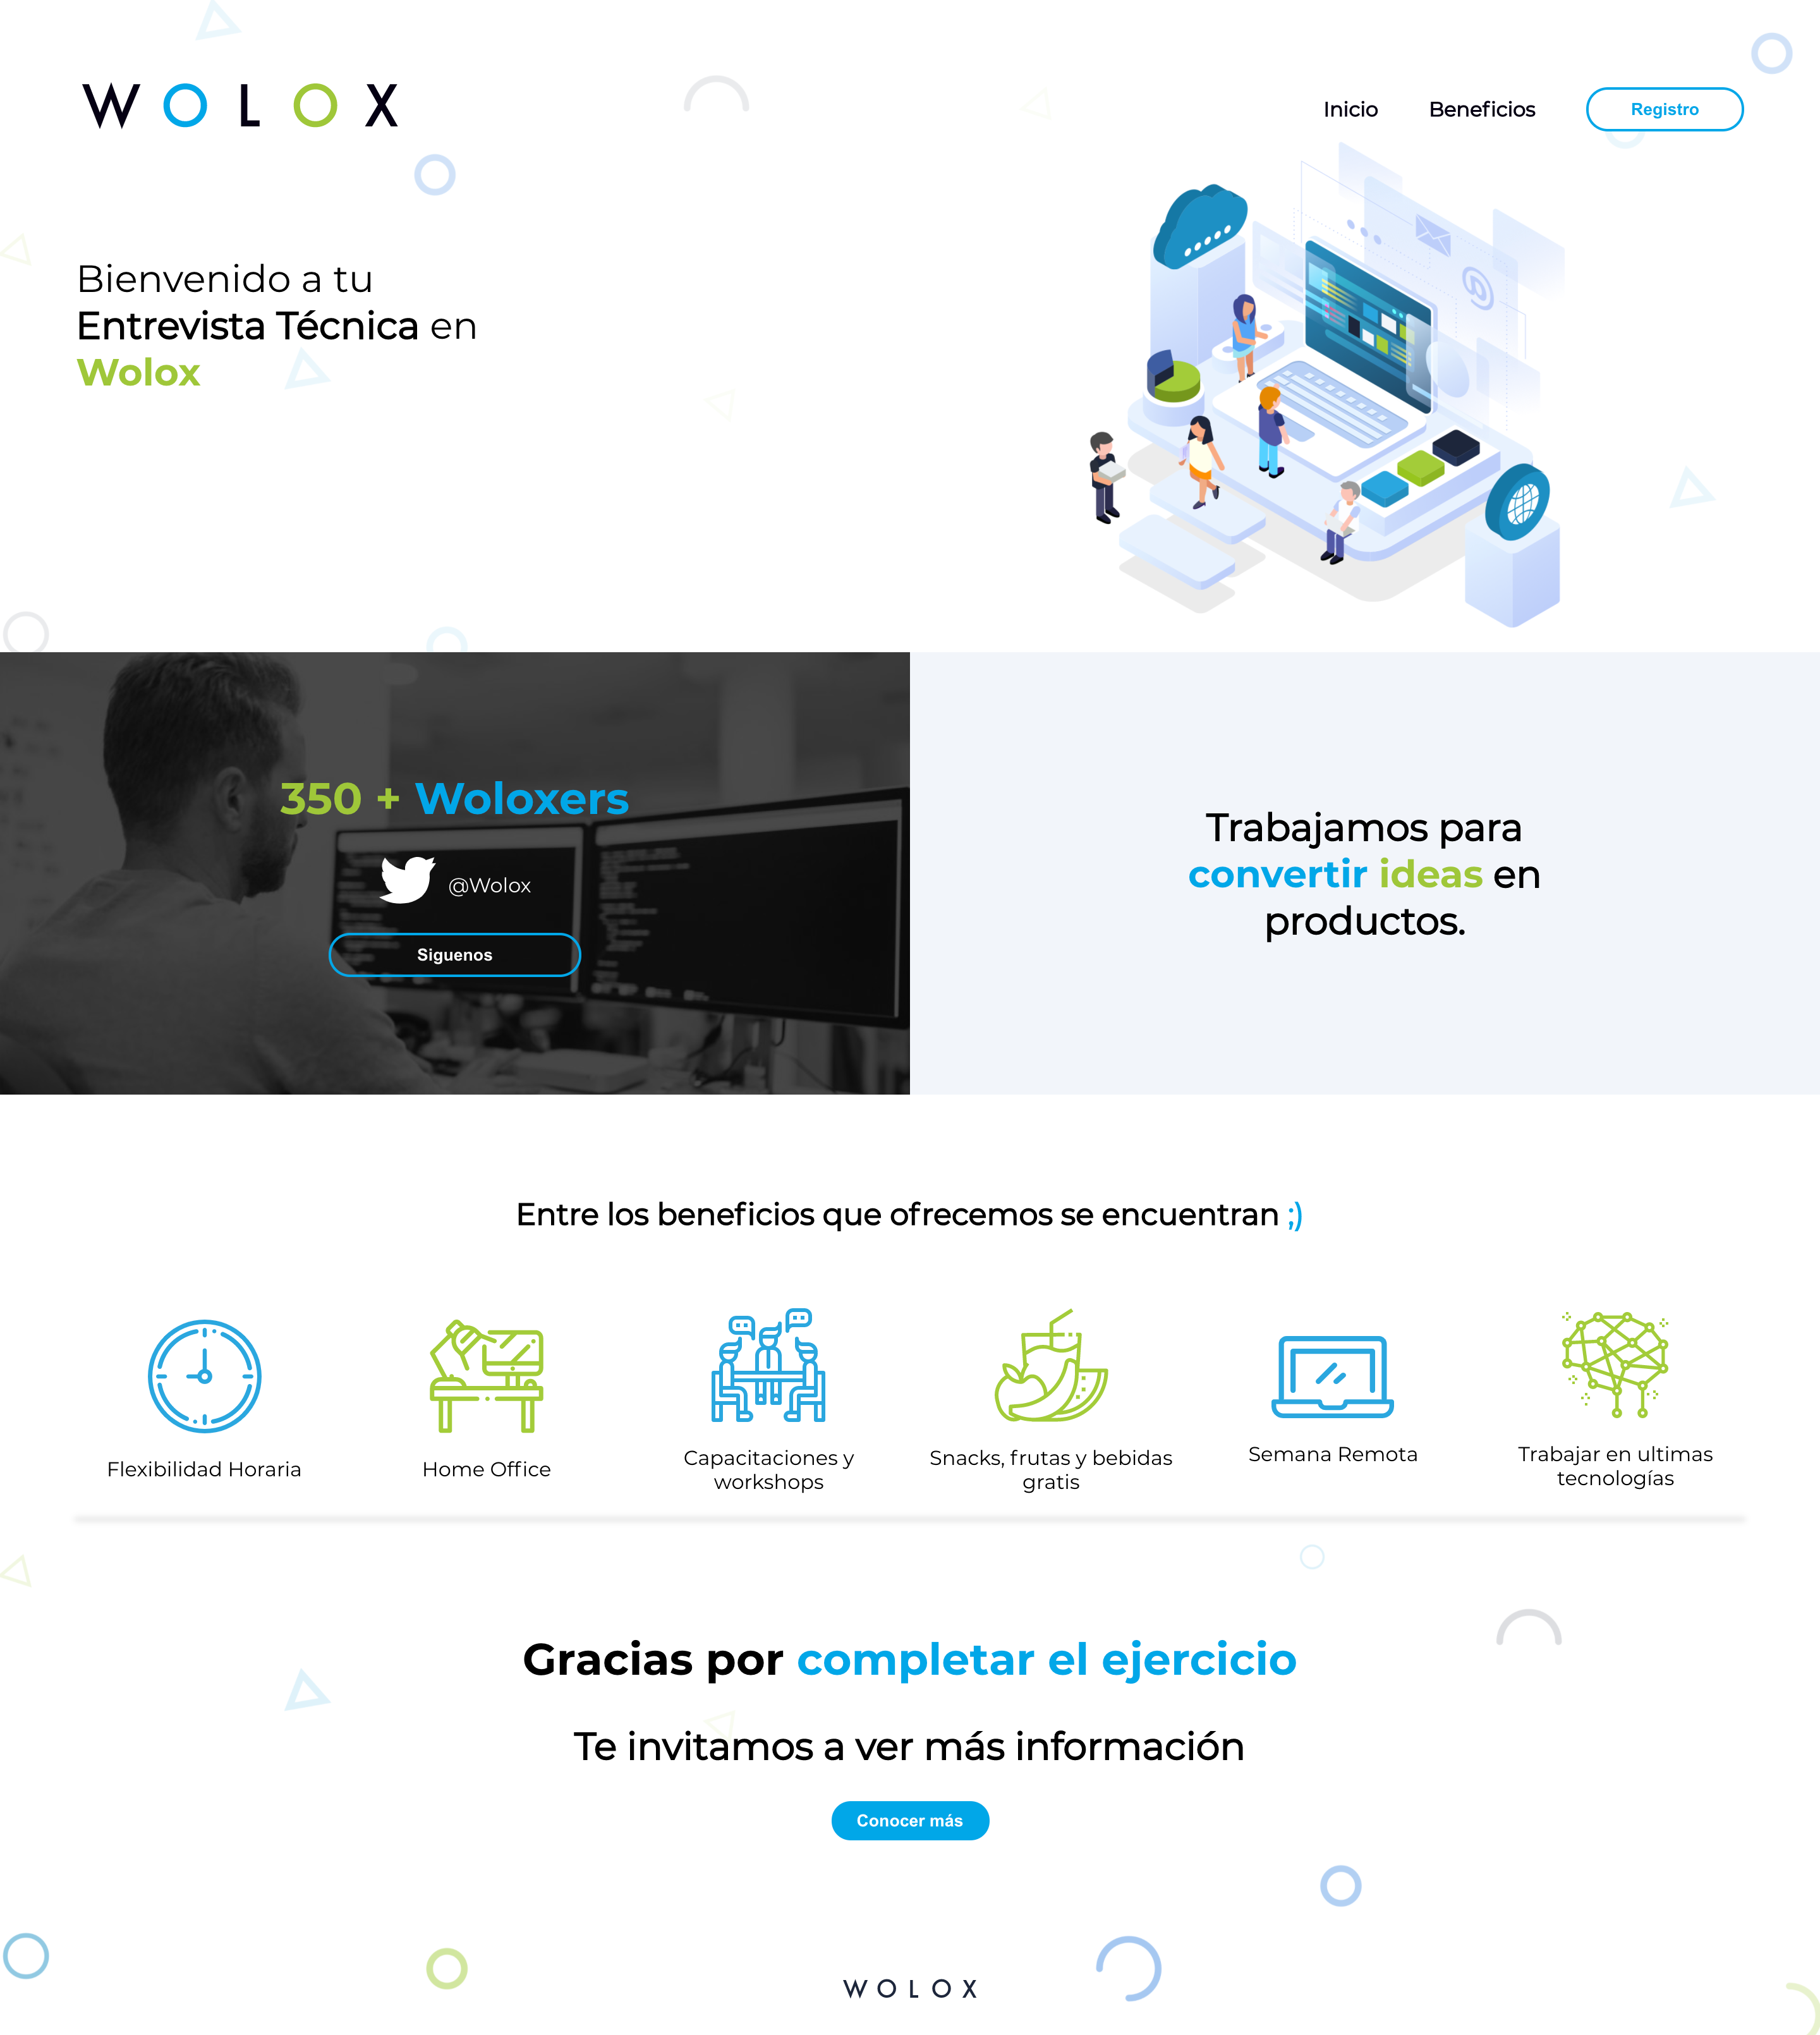 WOLOX
Inicio
Beneficios
Registro
Bienvenido a tu
Entrevista Técnica en
Wolox
350 + Woloxers
@Wolox
Siguenos
Trabajamos para
convertir ideas en
productos.
Entre los beneficios que ofrecemos se encuentran ;)
Flexibilidad Horaria
Home Office
Capacitaciones y
workshops
Snacks, frutas y bebidas
gratis
Semana Remota
Trabajar en ultimas
tecnologías
Gracias por completar el ejercicio
Te invitamos a ver más información
Conocer más
WOLOX